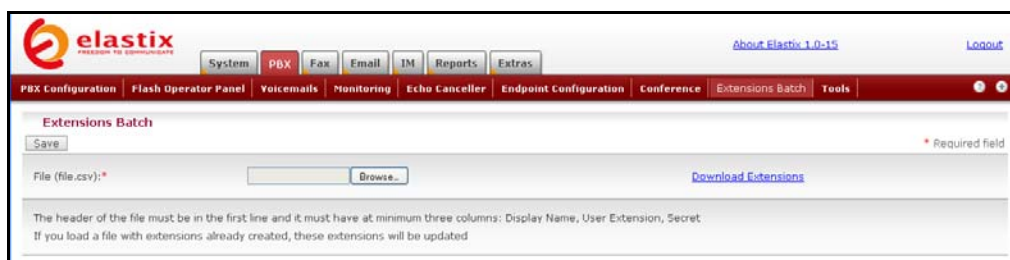 elastix
FREEDOM TO COMMUNICATE
About Elastix 1.0-15
Logout
System PBX Fax Email IM Reports Extras
PBX Configuration Flash Operator Panel Voicemails Monitoring Echo Canceller Endpoint Configuration Conference Extensions Batch Tools
Extensions Batch
Save
* Required field
File (file.csv):* Browse... Download Extensions
The header of the file must be in the first line and it must have at minimum three columns: Display Name, User Extension, Secret
If you load a file with extensions already created, these extensions will be updated